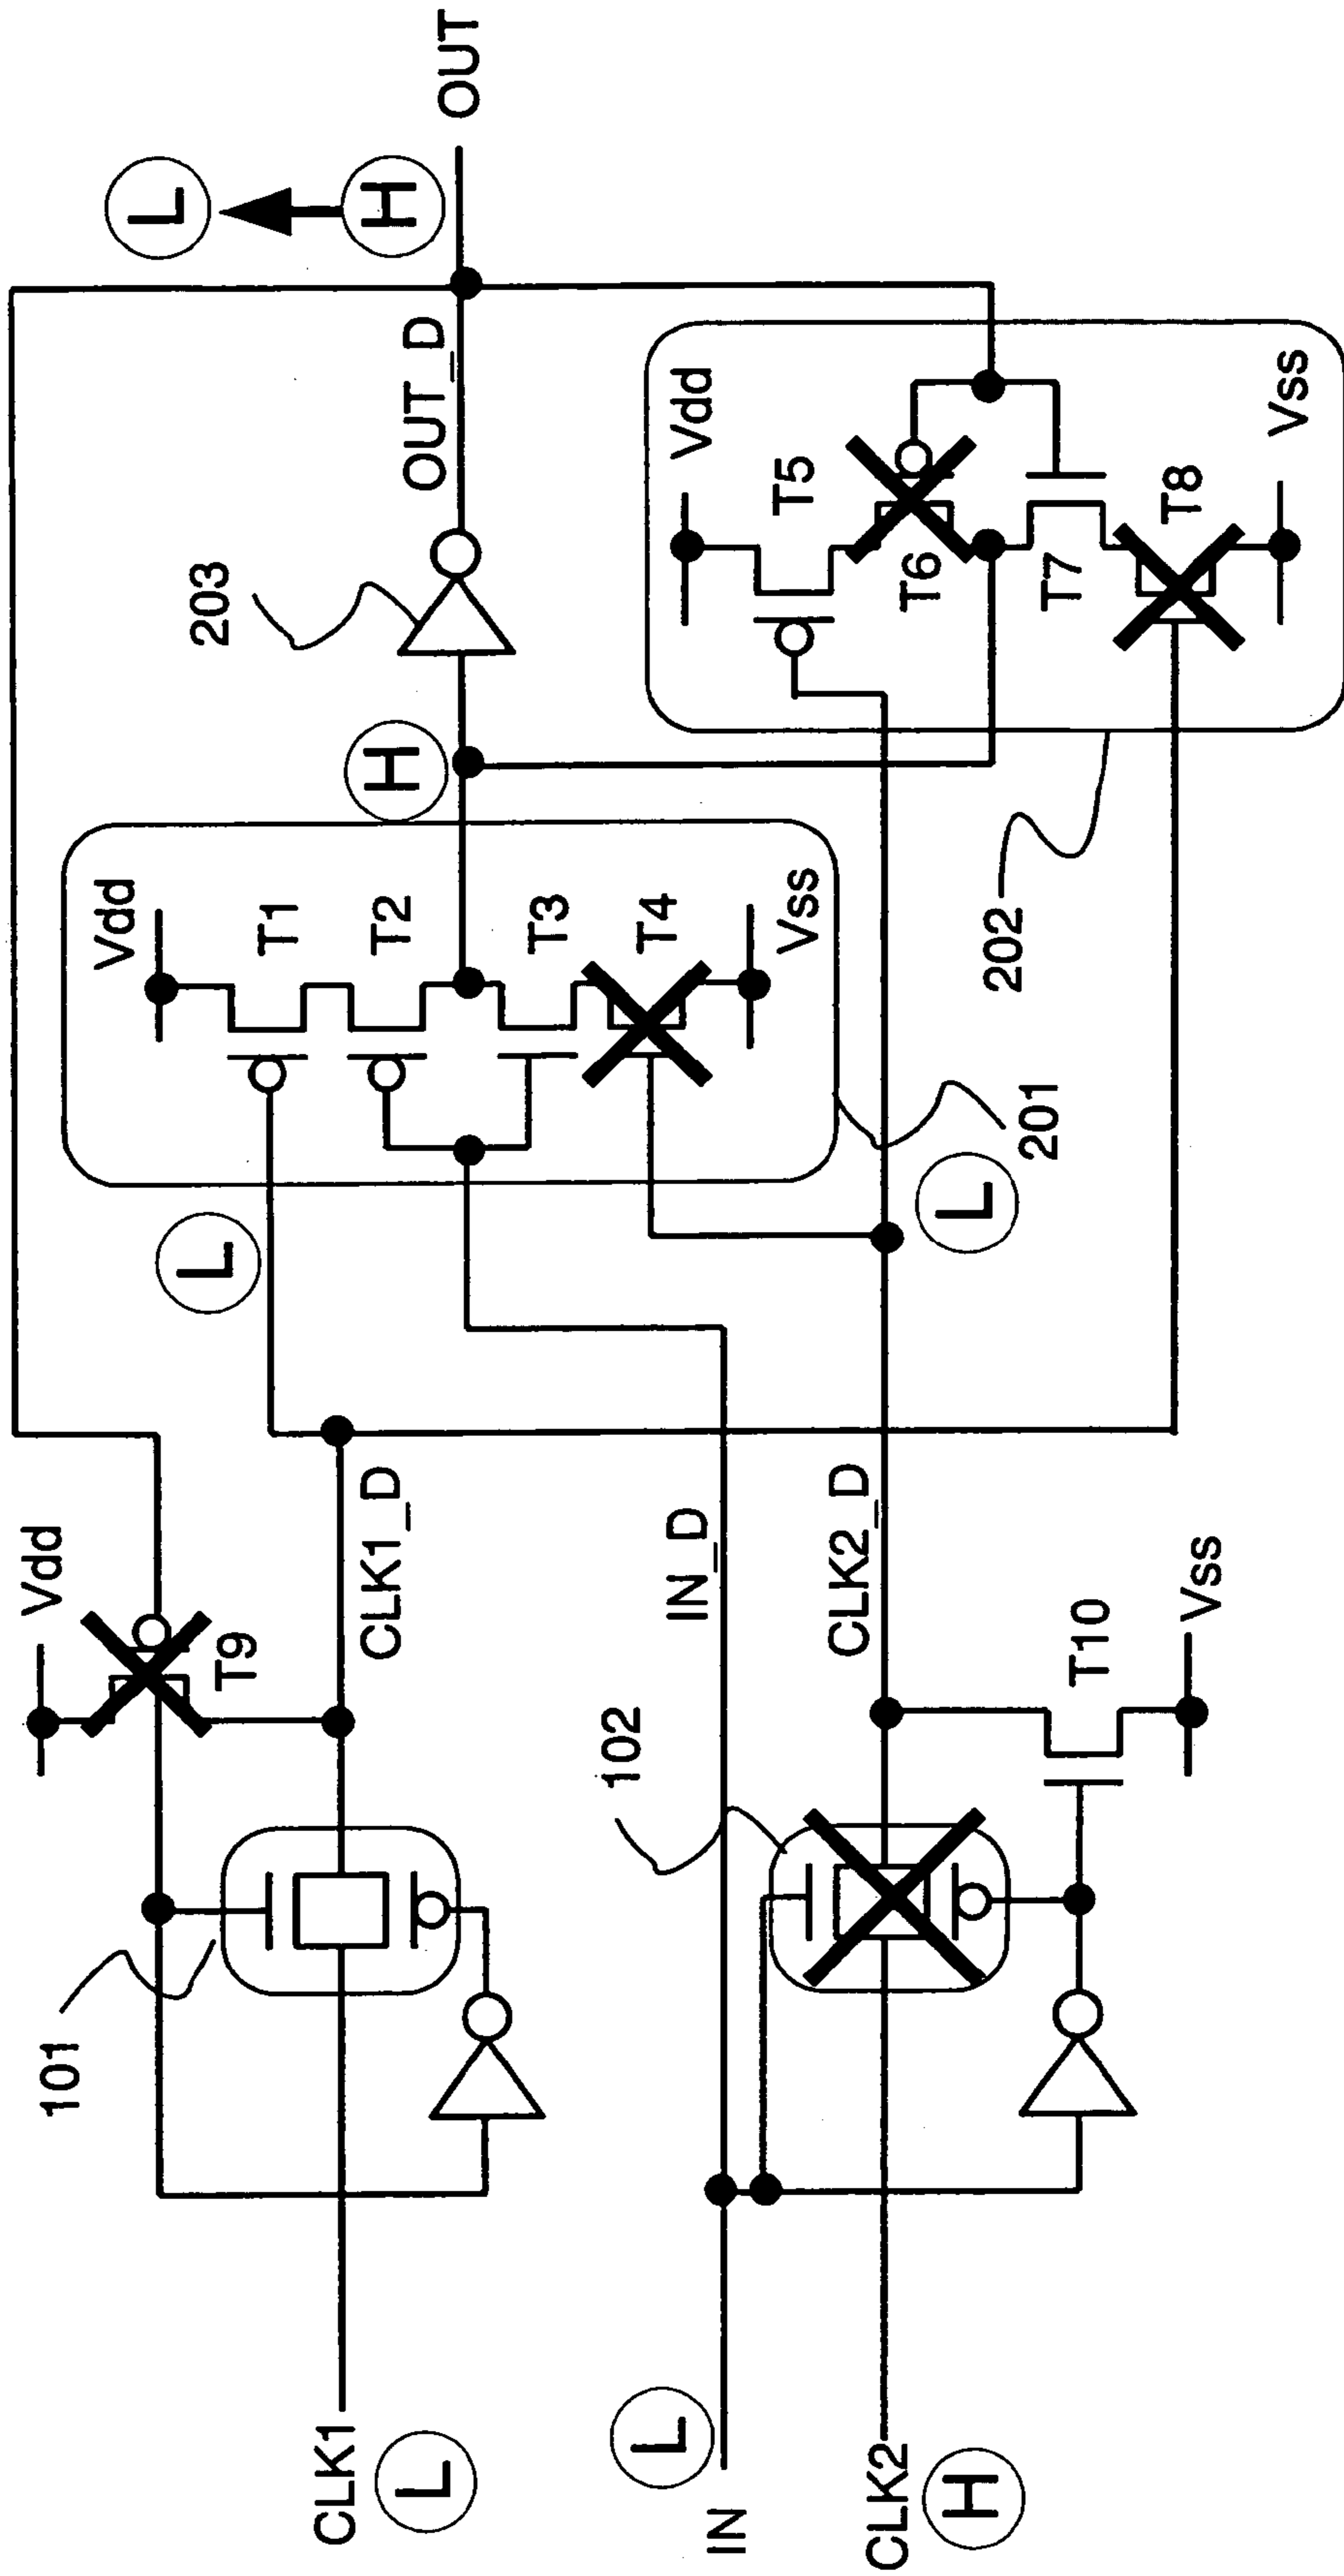 L
H
OUT
OUT_D
203
H
Vdd
T1
T2
T3
T4
Vss
201
Vdd
T5
T6
T7
T8
Vss
202
L
L
Vdd
T9
CLK1_D
101
IN_D
CLK2_D
102
T10
Vss
CLK1
L
L
IN
CLK2
H